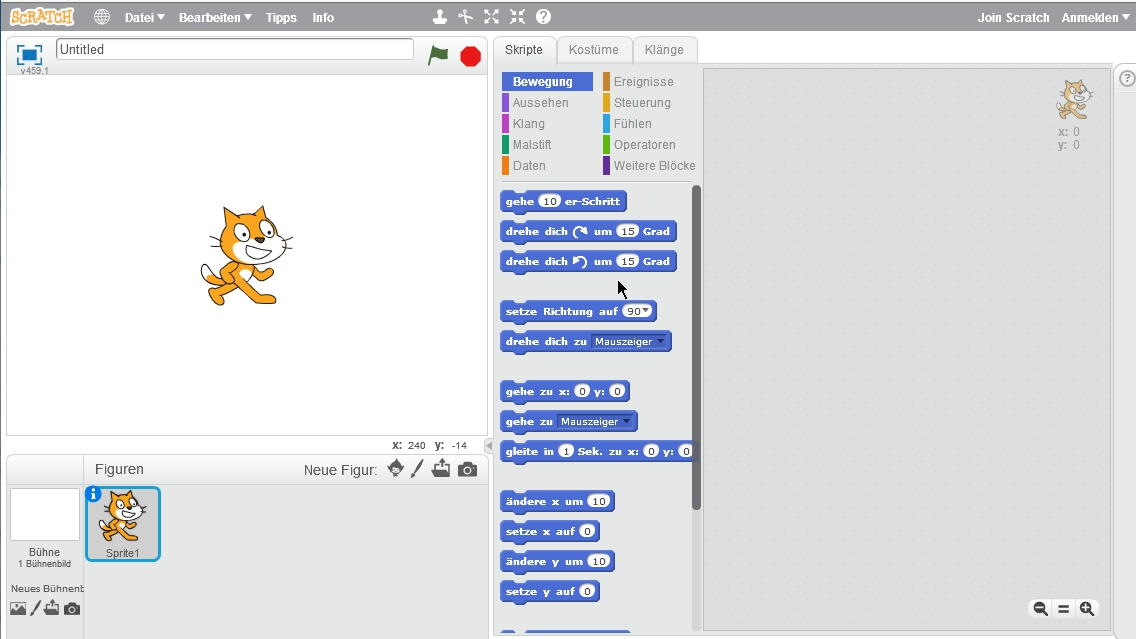 SCRATCH
Datei
Bearbeiten
Tipps
Info
Join Scratch
Anmelden
v459.1
Untitled
Skripte
Kostüme
Klänge
Bewegung
Ereignisse
Aussehen
Steuerung
Klang
Fühlen
Malstift
Operatoren
Daten
Weitere Blöcke
x: 0
y: 0
gehe 10 er-Schritt
drehe dich um 15 Grad
drehe dich um 15 Grad
setze Richtung auf 90
drehe dich zu Mauszeiger
gehe zu x: 0 y: 0
gehe zu Mauszeiger
gleite in 1 Sek. zu x: 0 y: 0
ändere x um 10
setze x auf 0
ändere y um 10
setze y auf 0
x: 240 y: -14
Figuren
Neue Figur:
Sprite1
Bühne
1 Bühnenbild
Neues Bühnenb